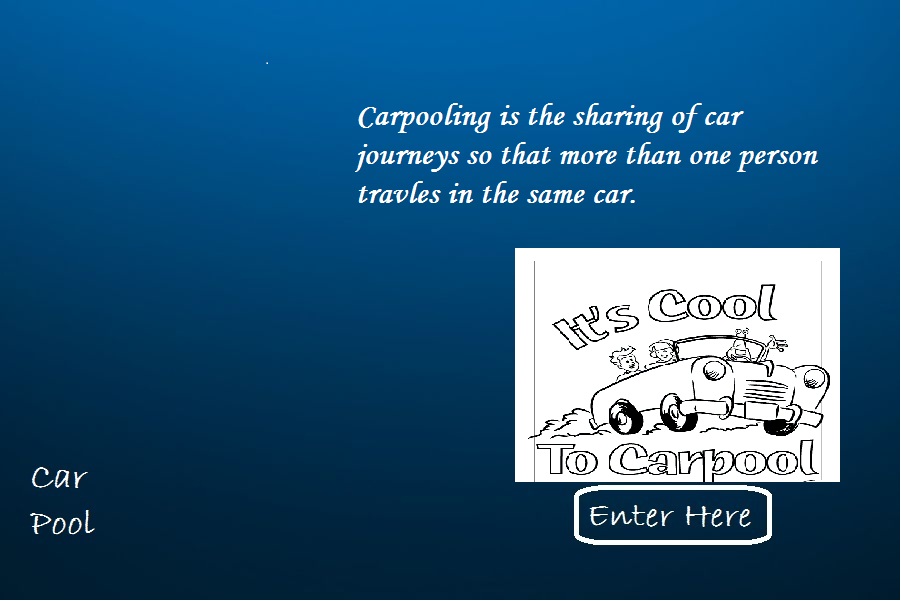 Carpooling is the sharing of car
journeys so that more than one person
travles in the same car.
It's Cool
To Carpool
Car
Pool
Enter Here